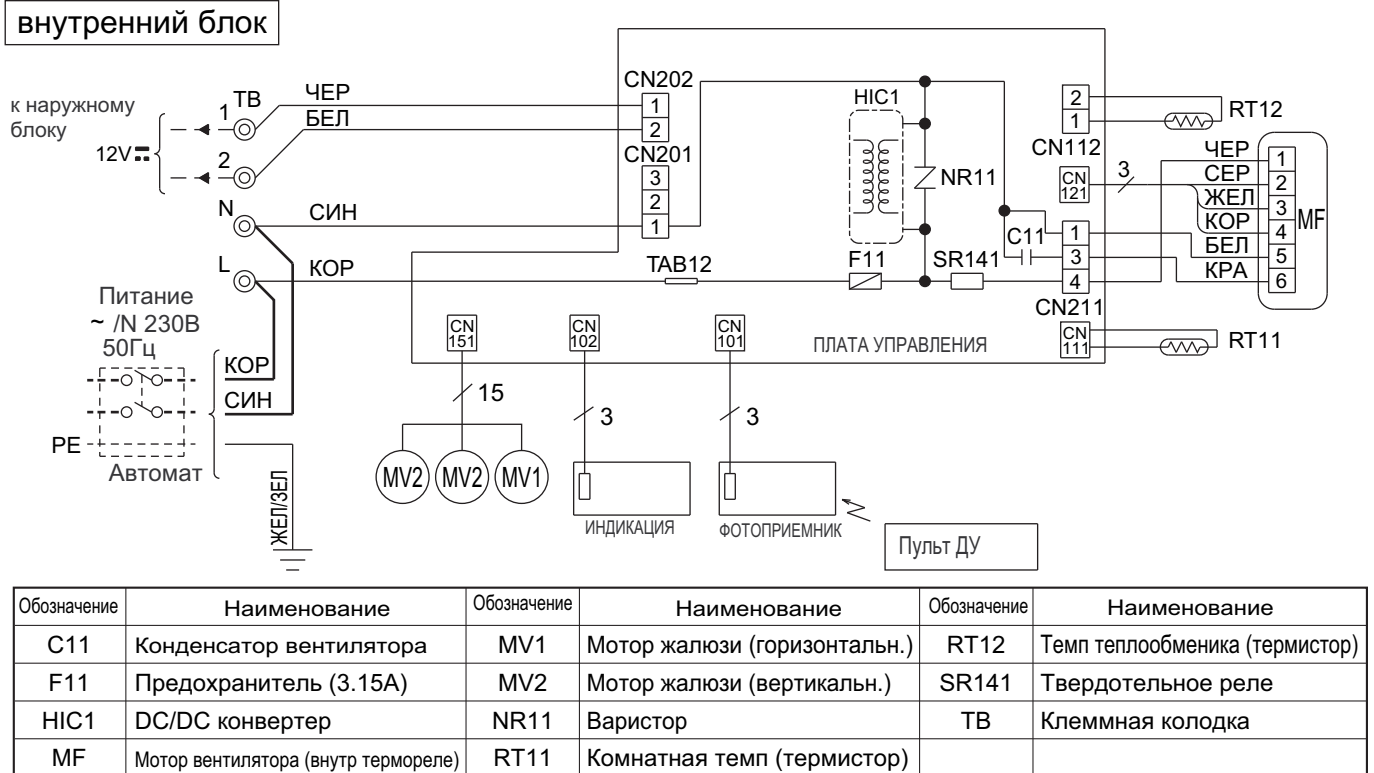 внутренний блок
к наружному
блоку
12V
1
TB
2
N
L
ЧЕР
БЕЛ
СИН
КОР
CN202
1
2
CN201
3
2
1
TAB12
HIC1
NR11
F11
SR141
C11
2
1
CN112
RT12
CN
121
3
1
3
4
CN211
CN
111
RT11
ЧЕР
СЕР
ЖЕЛ
КОР
БЕЛ
КРА
1
2
3
4
5
6
MF
Питание
~ /N 230В
50Гц
КОР
СИН
PE
Автомат
ЖЕЛ/ЗЕЛ
CN
151
CN
102
CN
101
ПЛАТА УПРАВЛЕНИЯ
15
3
3
MV2
MV2
MV1
ИНДИКАЦИЯ
ФОТОПРИЕМНИК
Пульт ДУ
Обозначение Наименование Обозначение Наименование Обозначение Наименование
C11 Конденсатор вентилятора MV1 Мотор жалюзи (горизонтальн.) RT12 Темп теплообменика (термистор)
F11 Предохранитель (3.15A) MV2 Мотор жалюзи (вертикальн.) SR141 Твердотельное реле
HIC1 DC/DC конвертер NR11 Варистор TB Клеммная колодка
MF Мотор вентилятора (внутр термореле) RT11 Комнатная темп (термистор)